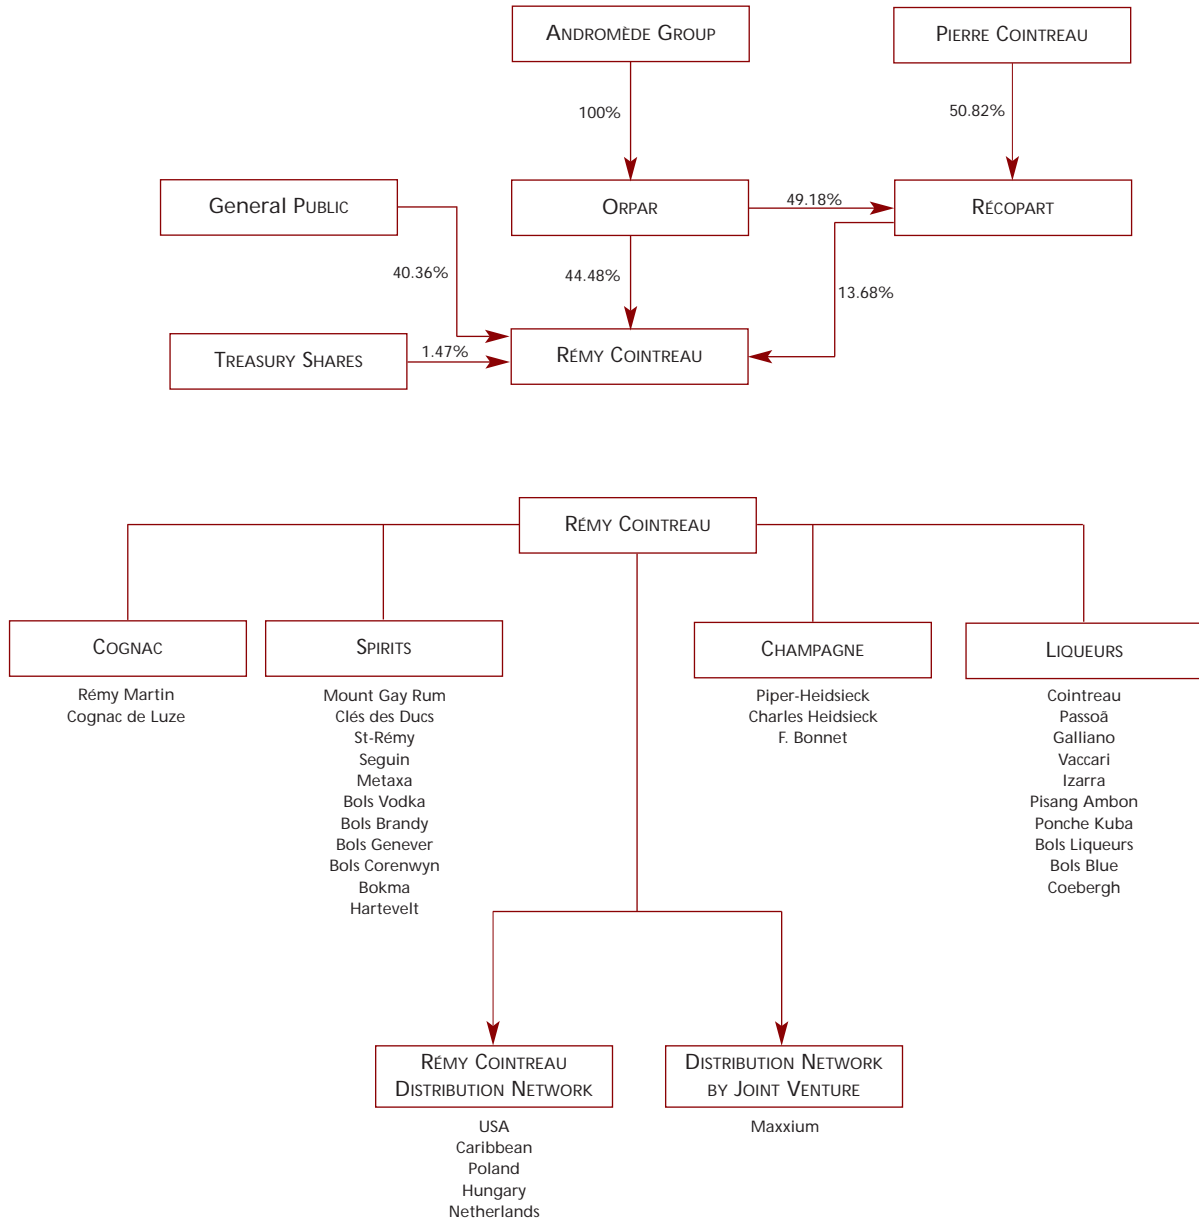 ANDROMÈDE GROUP
PIERRE COINTREAU
100%
50.82%
General PUBLIC
ORPAR
49.18%
RÉCOPART
40.36%
44.48%
13.68%
TREASURY SHARES
1.47%
RÉMY COINTREAU
RÉMY COINTREAU
COGNAC
Rémy Martin
Cognac de Luze
SPIRITS
Mount Gay Rum
Clés des Ducs
St-Rémy
Seguin
Metaxa
Bols Vodka
Bols Brandy
Bols Genever
Bols Corenwyn
Bokma
Hartevelt
CHAMPAGNE
Piper-Heidsieck
Charles Heidsieck
F. Bonnet
LIQUEURS
Cointreau
Passoã
Galliano
Vaccari
Izarra
Pisang Ambon
Ponche Kuba
Bols Liqueurs
Bols Blue
Coebergh
RÉMY COINTREAU
DISTRIBUTION NETWORK
USA
Caribbean
Poland
Hungary
Netherlands
DISTRIBUTION NETWORK
BY JOINT VENTURE
Maxxium